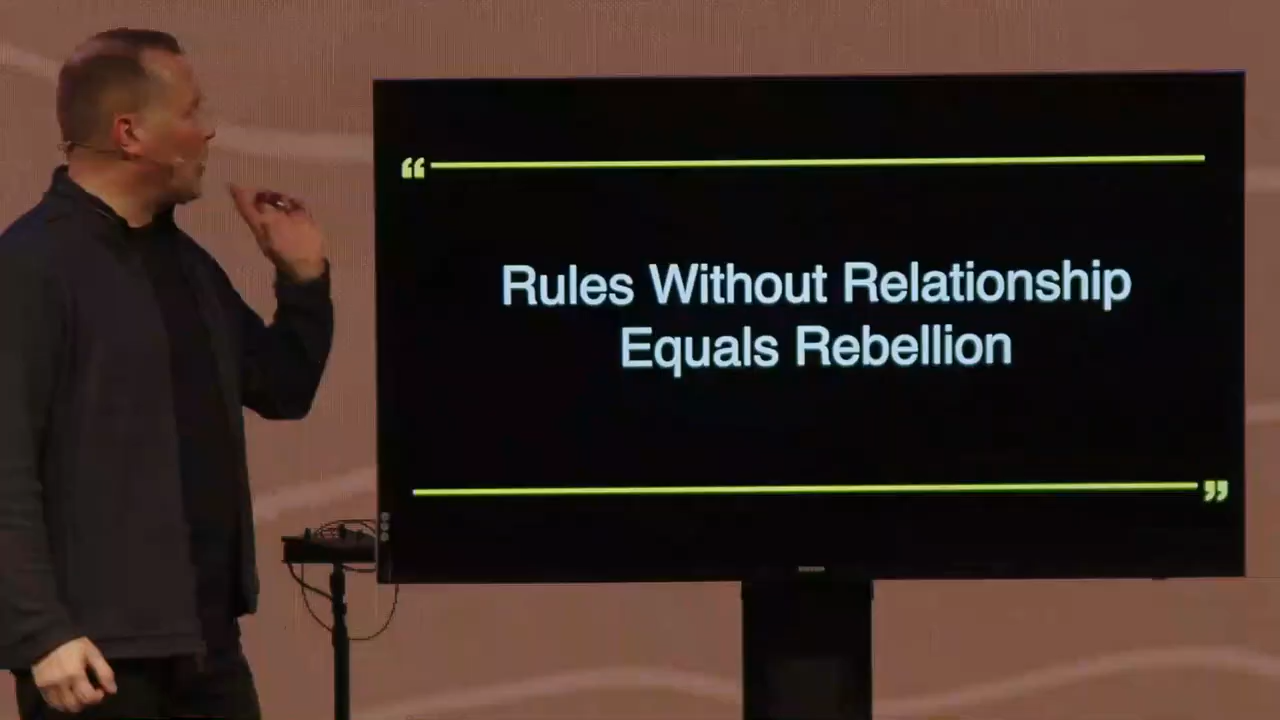 “
Rules Without Relationship
Equals Rebellion
”